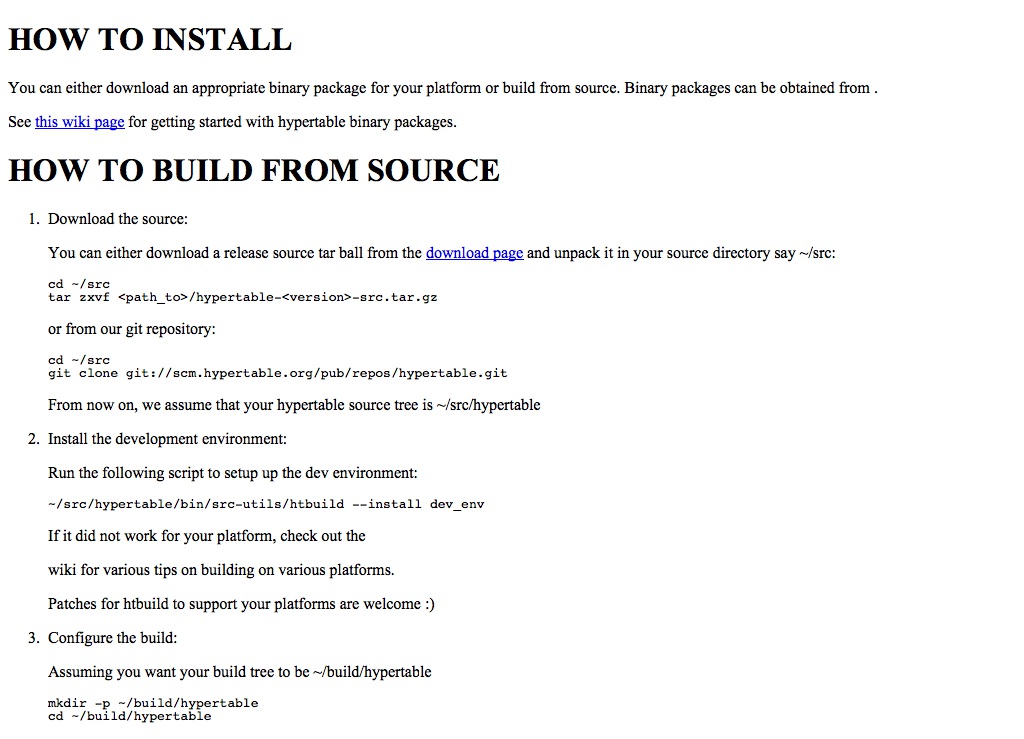 HOW TO INSTALL
You can either download an appropriate binary package for your platform or build from source. Binary packages can be obtained from .
See this wiki page for getting started with hypertable binary packages.
HOW TO BUILD FROM SOURCE
1. Download the source:
You can either download a release source tar ball from the download page and unpack it in your source directory say ~/src:
cd ~/src
tar zxvf <path_to>/hypertable-<version>-src.tar.gz
or from our git repository:
cd ~/src
git clone git://scm.hypertable.org/pub/repos/hypertable.git
From now on, we assume that your hypertable source tree is ~/src/hypertable
2. Install the development environment:
Run the following script to setup up the dev environment:
~/src/hypertable/bin/src-utils/htbuild --install dev_env
If it did not work for your platform, check out the
wiki for various tips on building on various platforms.
Patches for htbuild to support your platforms are welcome :)
3. Configure the build:
Assuming you want your build tree to be ~/build/hypertable
mkdir -p ~/build/hypertable
cd ~/build/hypertable